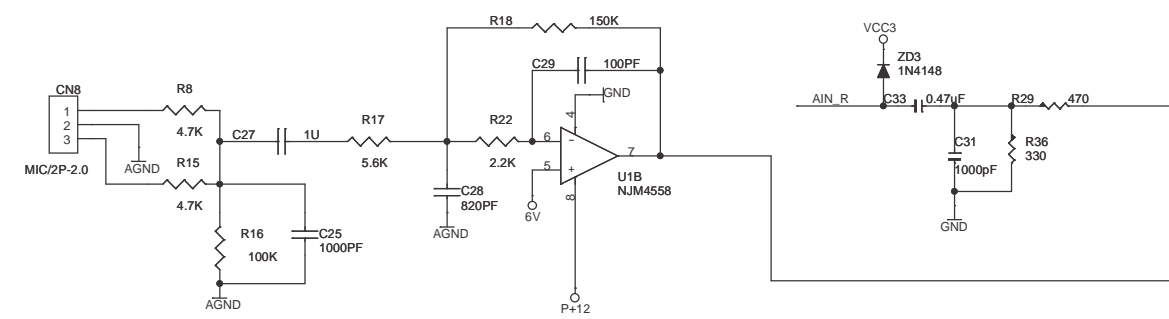 R18
150K
VCC3
ZD3
1N4148
C29
100PF
CN8
R8
GND
AIN_R
C33
0.47uF
R29
470
1
2
3
4.7K
4
C27
1U
R17
R22
6
7
5
5.6K
2.2K
R15
AGND
MIC/2P-2.0
C31
1000pF
R36
330
U1B
NJM4558
C28
820PF
8
4.7K
6V
AGND
GND
R16
100K
C25
1000PF
AGND
P+12